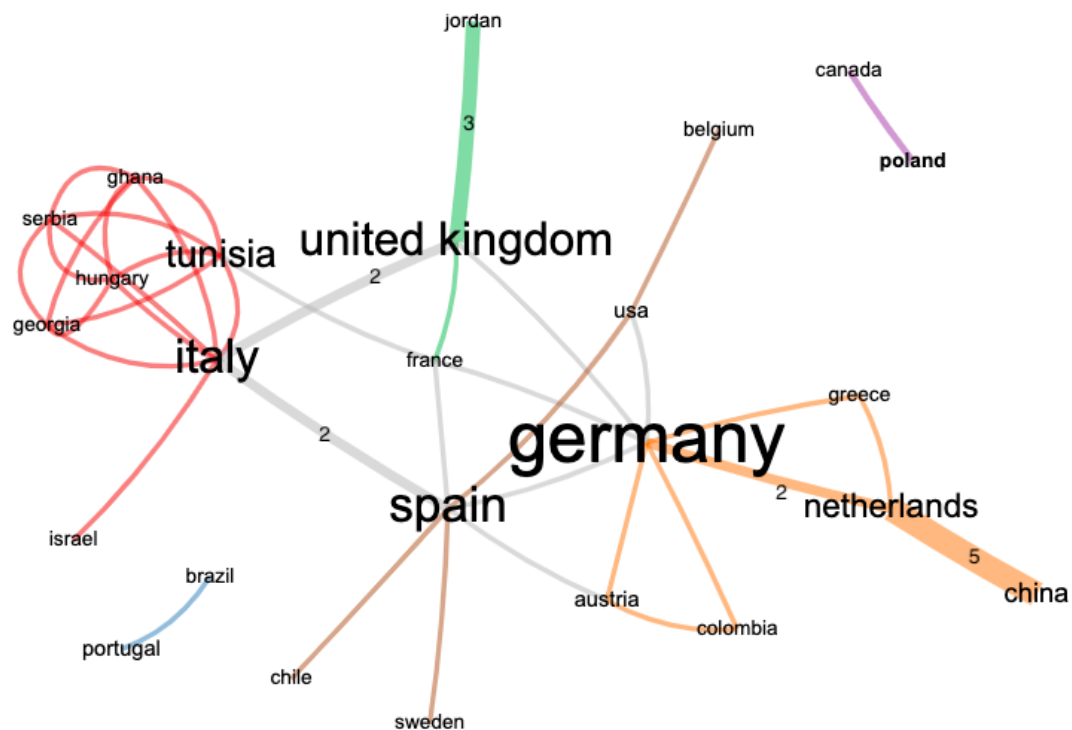 jordan
canada
3
belgium
poland
ghana
serbia
united kingdom
tunisia
2
hungary
usa
georgia
italy
france
greece
2
germany
2
spain
netherlands
israel
5
brazil
china
austria
colombia
portugal
chile
sweden